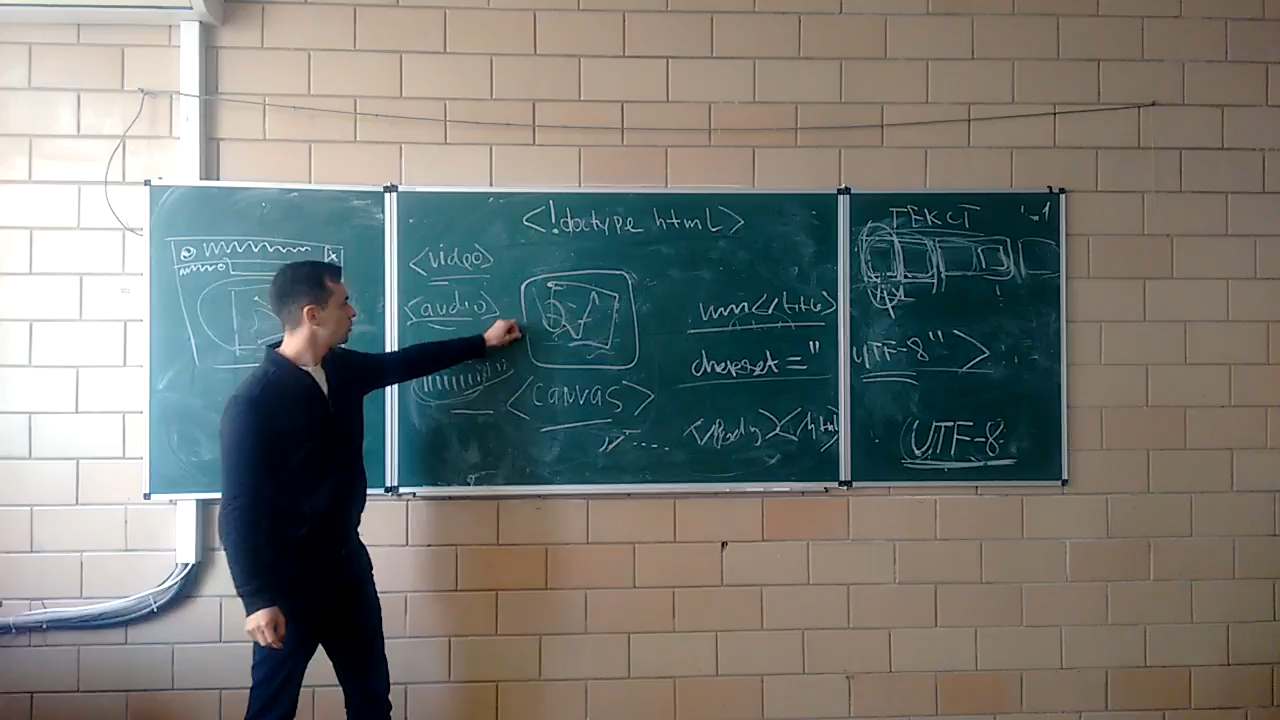 <!doctype html>
<video>
<audio>
<canvas>
</title>
charset="
UTF-8">
</body></html
ТЕКСТ
UTF-8